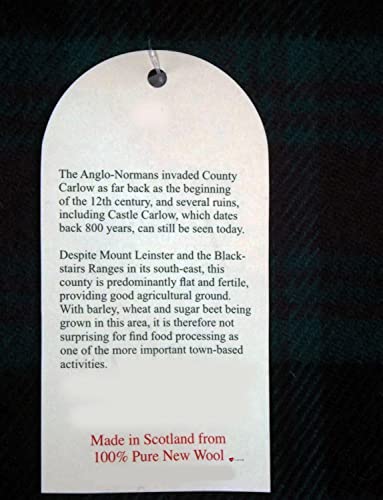 The Anglo-Normans invaded County
Carlow as far back as the beginning
of the 12th century, and several ruins,
including Castle Carlow, which dates
back 800 years, can still be seen today.
Despite Mount Leinster and the Black-
stairs Ranges in its south-east, this
county is predominantly flat and fertile,
providing good agricultural ground.
With barley, wheat and sugar beet being
grown in this area, it is therefore not
surprising for find food processing as
one of the more important town-based
activities.
Made in Scotland from
100% Pure New Wool